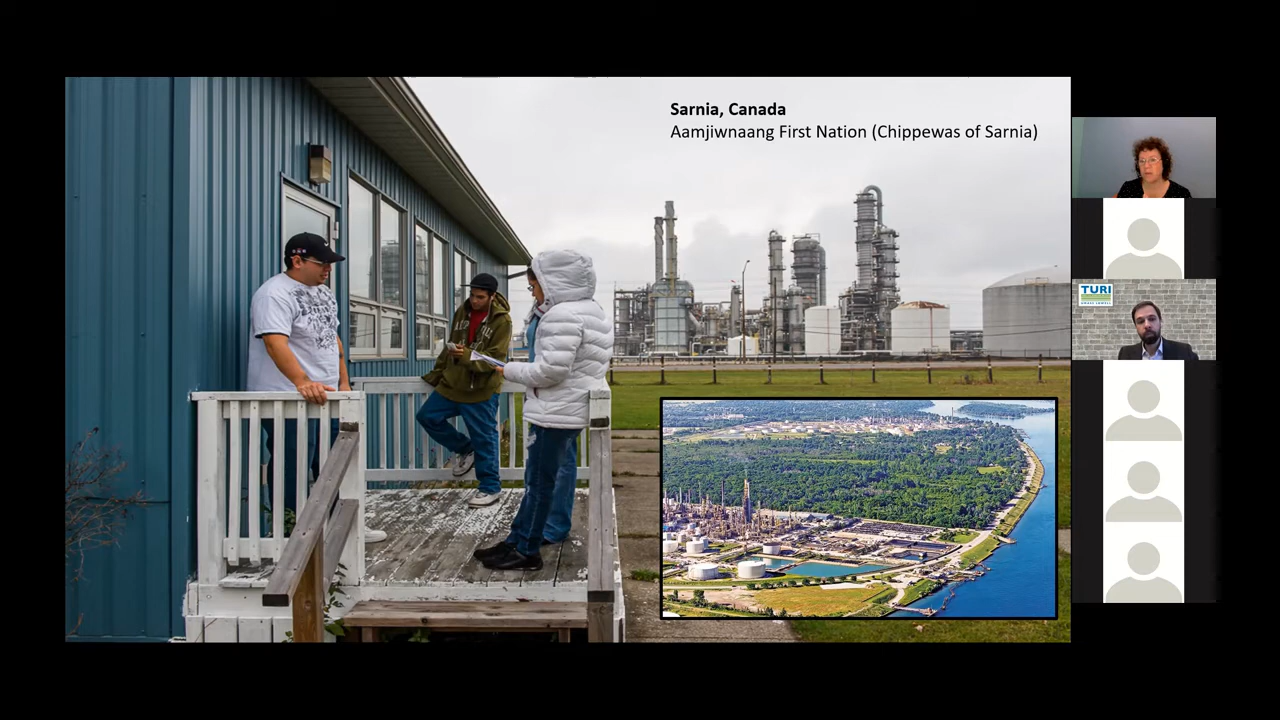 Sarnia, Canada
Aamjiwnaang First Nation (Chippewas of Sarnia)
TURI